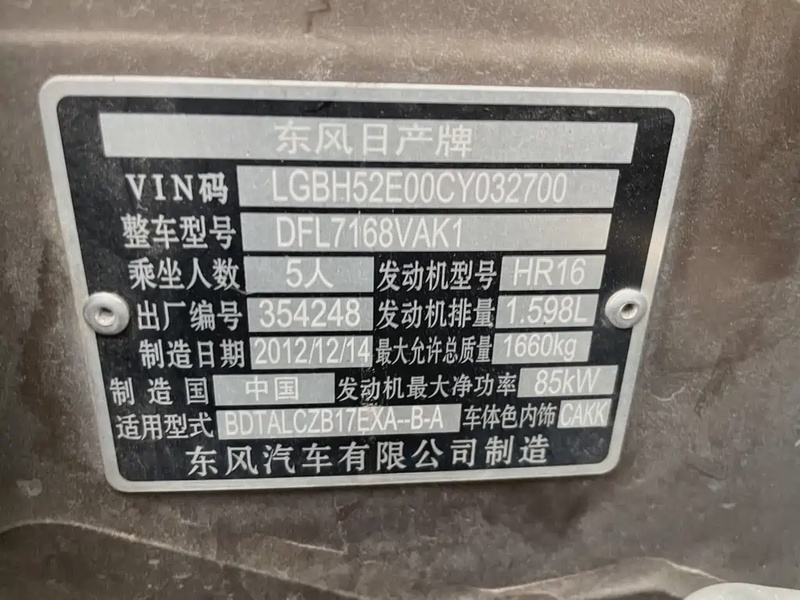 东风日产牌
VIN码 LGBH52E00CY032700
整车型号 DFL7168VAK1
乘坐人数 5人 发动机型号 HR16
出厂编号 354248 发动机排量 1.598L
制造日期 2012/12/14 最大允许总质量 1660kg
制造国 中国 发动机最大净功率 85kW
适用型式 BDTALCZB17EXA--B-A 车体色内饰 CAKK
东风汽车有限公司制造